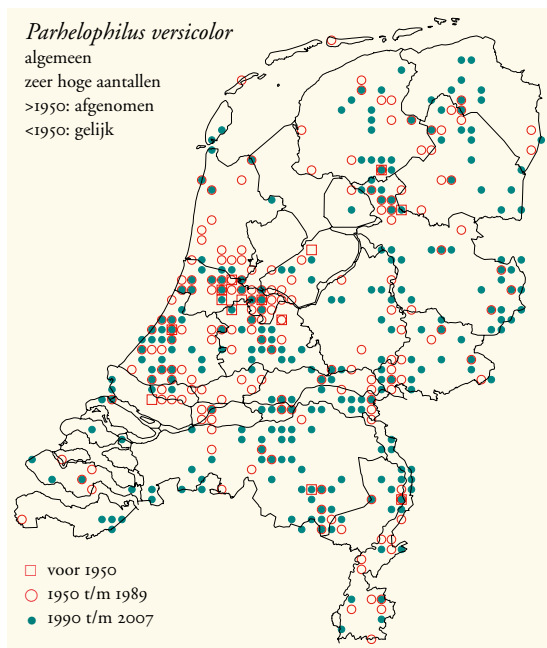 Parhelophilus versicolor
algemeen
zeer hoge aantallen
>1950: afgenomen
<1950: gelijk
voor 1950
1950 t/m 1989
1990 t/m 2007